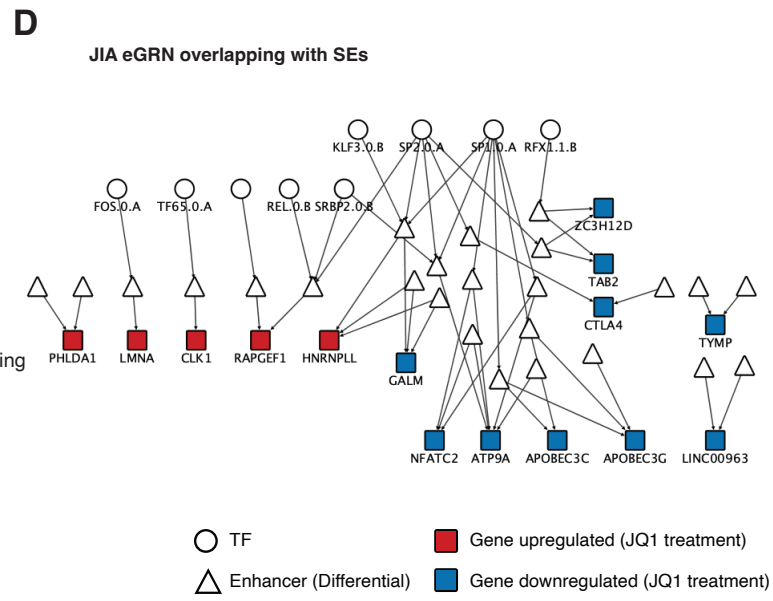 D
JIA eGRN overlapping with SEs
KLF3.0.B SP2.0.A SP1.0.A RFX1.1.B
FOS.0.A TF65.0.A REL.0.B SRBP2.0.B
ZC3H12D
TAB2
CTLA4
TYMP
ing
PHLDA1 LMNA CLK1 RAPGEF1 HNRNPLL
GALM
NFATC2 ATP9A APOBEC3C APOBEC3G LINC00963
TF
Gene upregulated (JQ1 treatment)
Enhancer (Differential)
Gene downregulated (JQ1 treatment)